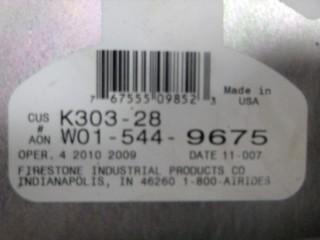 7 67555 09852 3
Made in
USA
CUS K303-28
#
AON W01-544-9675
OPER. 4 2010 2009 DATE 11-007
FIRESTONE INDUSTRIAL PRODUCTS CO
INDIANAPOLIS, IN 46260 1-800-AIRIDES